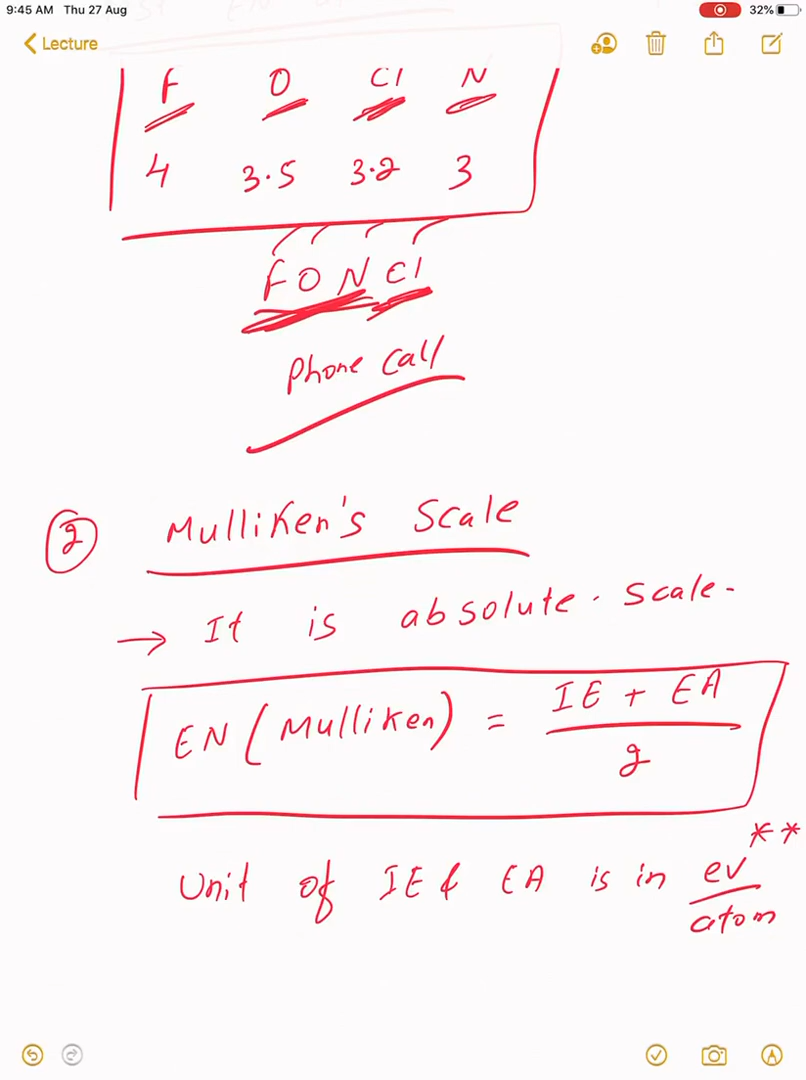 9:45 AM Thu 27 Aug 32%
Lecture
F O Cl N
4 3.5 3.2 3
F O N Cl
Phone call
② Mulliken's Scale
→ It is absolute. scale.
EN (Mulliken) = IE + EA / 2
Unit of IE & EA is in ev / atom **